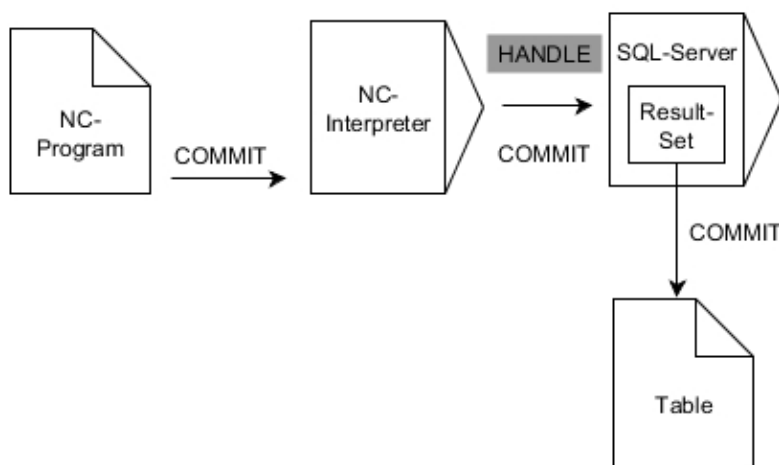 HANDLE
SQL-Server
NC-
Program
NC-
Interpreter
Result-
Set
COMMIT
COMMIT
COMMIT
Table